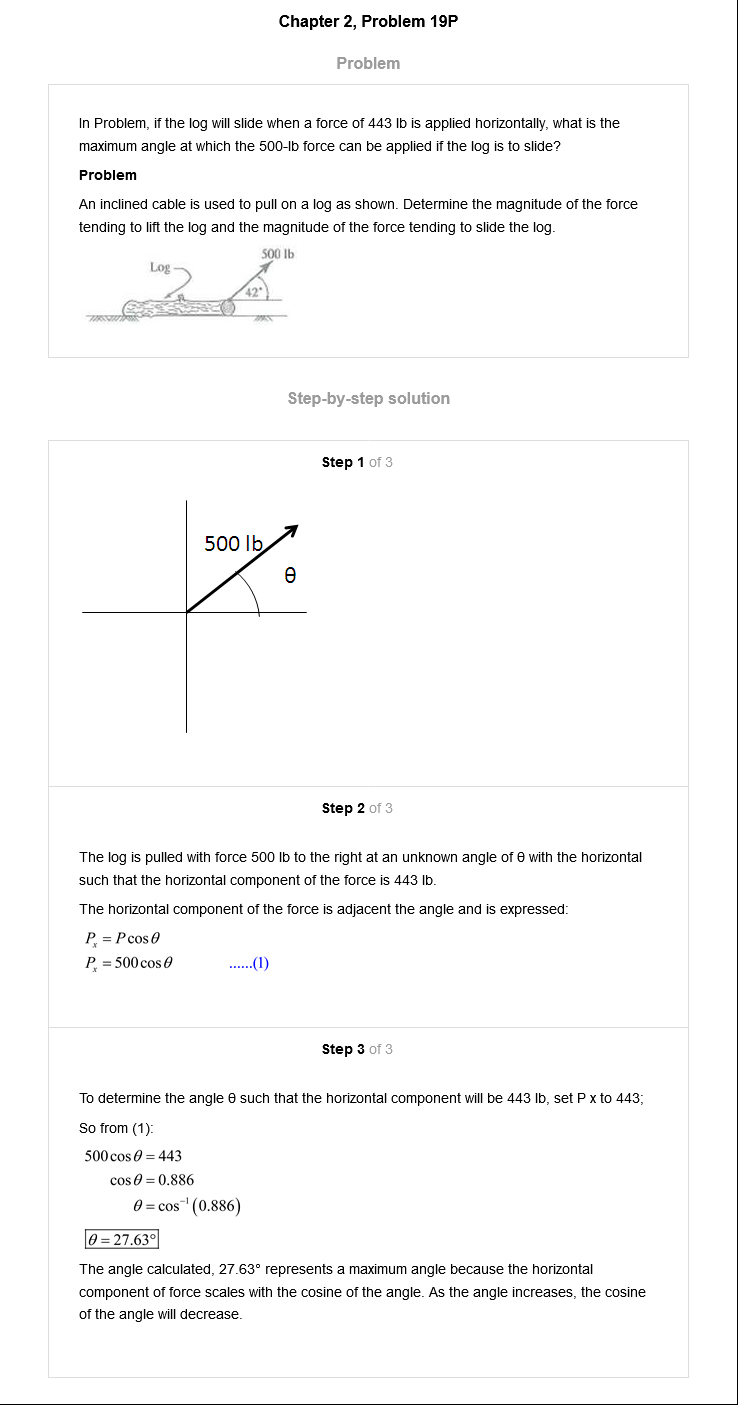 Chapter 2, Problem 19P
Problem
In Problem, if the log will slide when a force of 443 lb is applied horizontally, what is the
maximum angle at which the 500-lb force can be applied if the log is to slide?
Problem
An inclined cable is used to pull on a log as shown. Determine the magnitude of the force
tending to lift the log and the magnitude of the force tending to slide the log.
500 lb
Log
42°
Step-by-step solution
Step 1 of 3
500 lb
θ
Step 2 of 3
The log is pulled with force 500 lb to the right at an unknown angle of θ with the horizontal
such that the horizontal component of the force is 443 lb.
The horizontal component of the force is adjacent the angle and is expressed:
Pₓ = P cos θ
Pₓ = 500 cos θ ......(1)
Step 3 of 3
To determine the angle θ such that the horizontal component will be 443 lb, set P x to 443;
So from (1):
500 cos θ = 443
cos θ = 0.886
θ = cos⁻¹(0.886)
θ = 27.63°
The angle calculated, 27.63° represents a maximum angle because the horizontal
component of force scales with the cosine of the angle. As the angle increases, the cosine
of the angle will decrease.